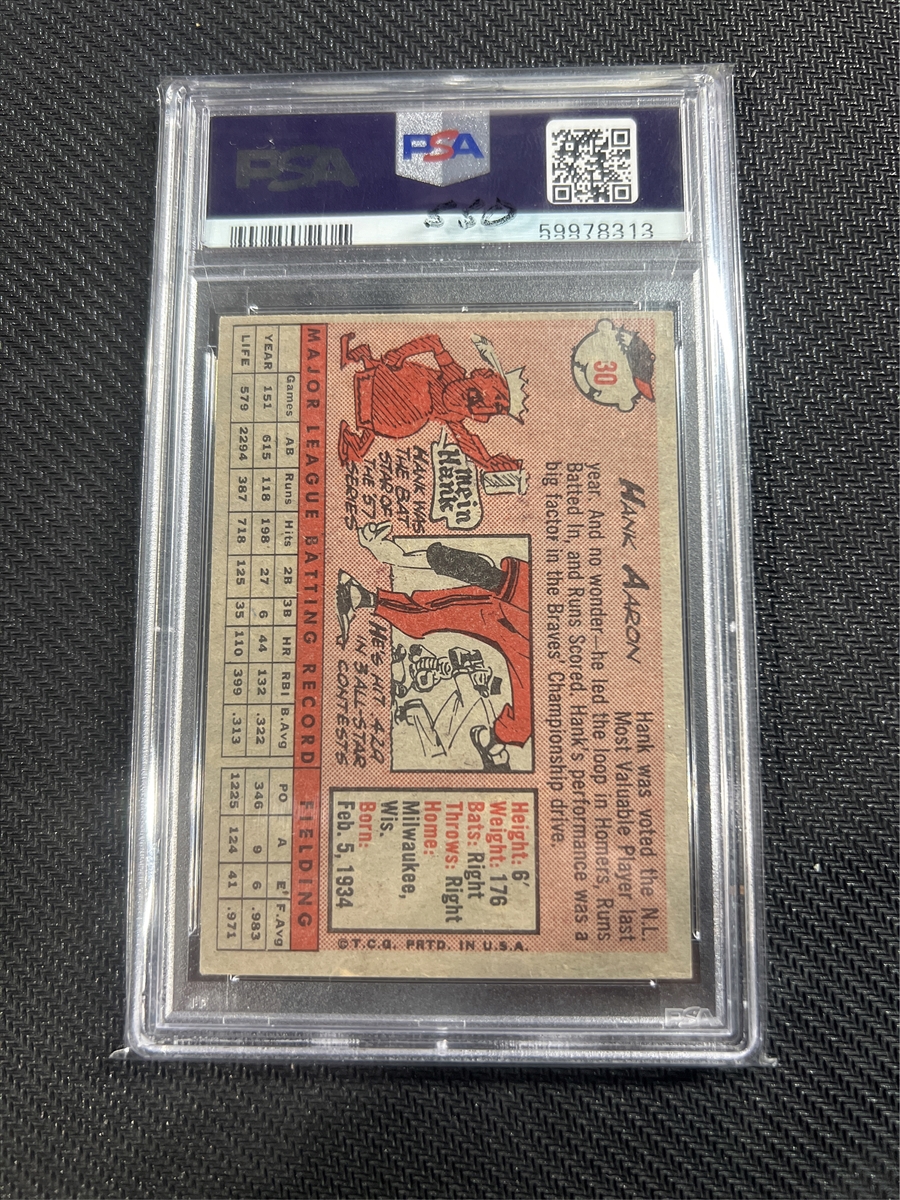 PSA
PSA
550
59978313
30
HANK AARON
Hank was voted the N.L.
Most Valuable Player last
year. And no wonder—he led the loop in Homers, Runs
Batted In, and Runs Scored. Hank's performance was a
big factor in the Braves' Championship drive.
mein
Hank
HANK WAS
THE BAT
STAR OF
THE '57
SERIES
HE'S HIT .422
IN 3 ALL-STAR
CONTESTS
Height: 6'
Weight: 176
Bats: Right
Throws: Right
Home:
Milwaukee,
Wis.
Born:
Feb. 5, 1934
MAJOR LEAGUE BATTING RECORD FIELDING
Games AB Runs Hits 2B 3B HR RBI B.Avg PO A E F.Avg
YEAR 151 615 118 198 27 6 44 132 .322 346 9 6 .983
LIFE 579 2294 387 718 125 35 110 399 .313 1225 124 41 .971
©T.C.G. PRTD. IN U.S.A.
PSA